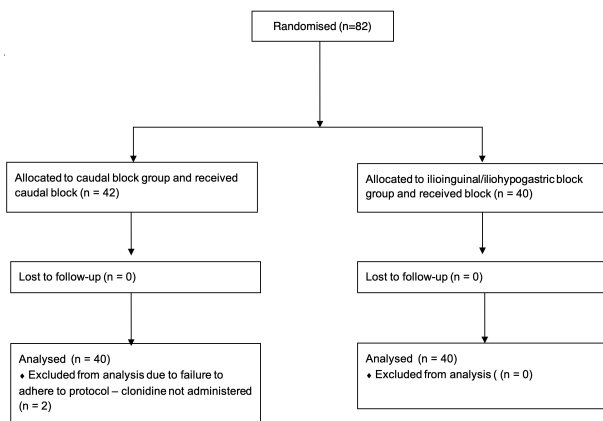 Randomised (n=82)
Allocated to caudal block group and received
caudal block (n = 42)
Allocated to ilioinguinal/iliohypogastric block
group and received block (n = 40)
Lost to follow-up (n = 0)
Lost to follow-up (n = 0)
Analysed (n = 40)
♦ Excluded from analysis due to failure to
adhere to protocol – clonidine not administered
(n = 2)
Analysed (n = 40)
♦ Excluded from analysis ( (n = 0)